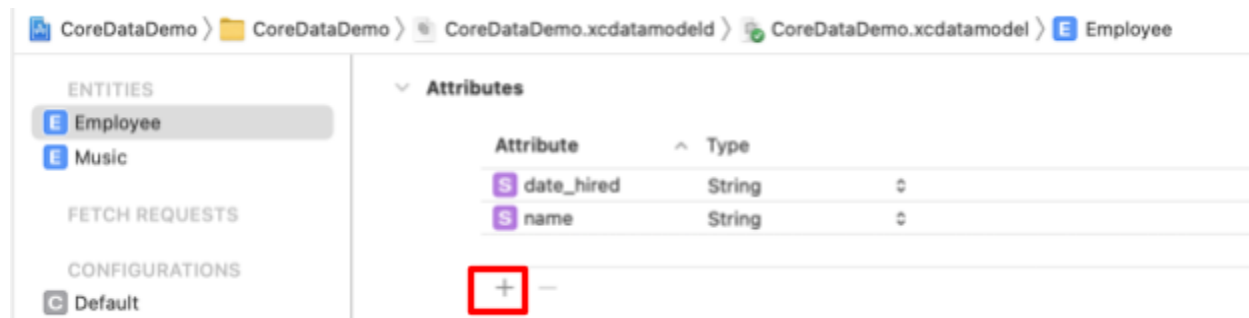 CoreDataDemo 〉 CoreDataDemo 〉 CoreDataDemo.xcdatamodeld 〉 CoreDataDemo.xcdatamodel 〉 E Employee
ENTITIES
E Employee
E Music
FETCH REQUESTS
CONFIGURATIONS
C Default
Attributes
Attribute Type
S date_hired String
S name String
+ −